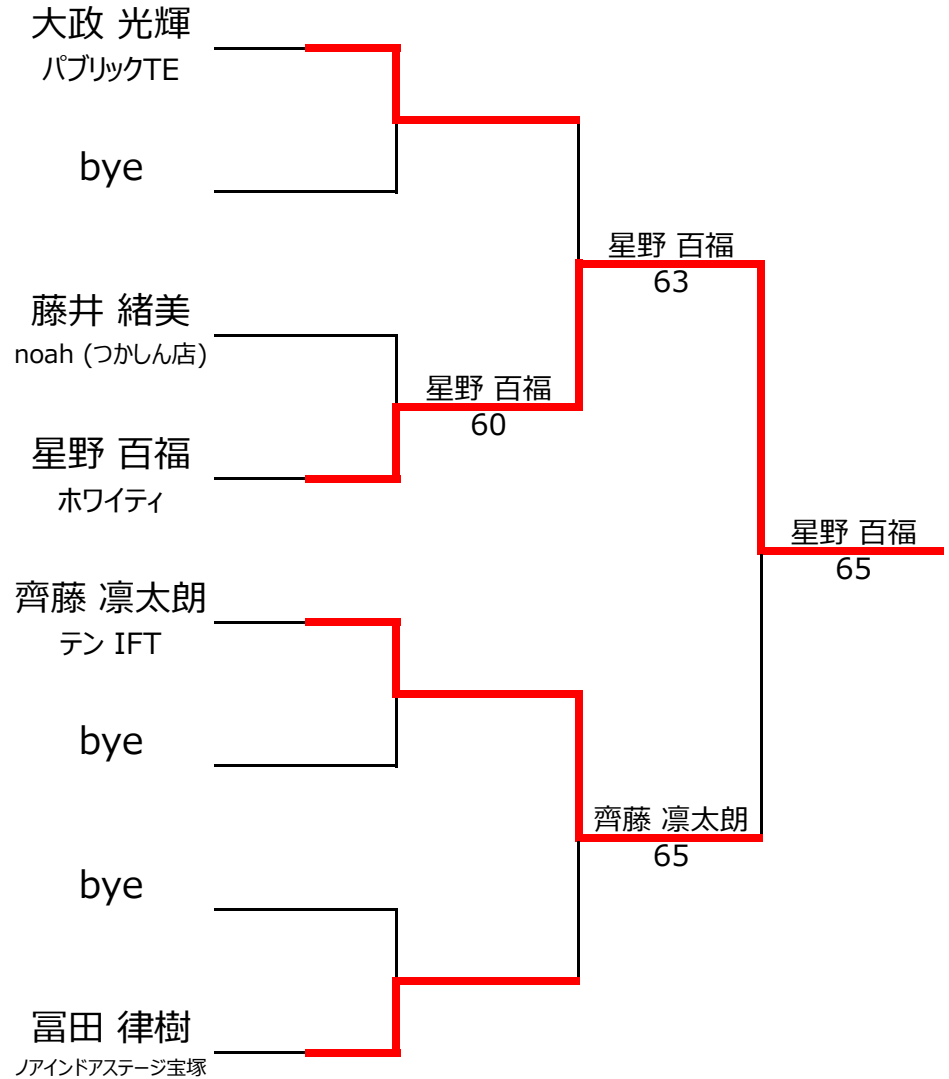 大政 光輝
パブリックTE
bye
星野 百福
63
藤井 緒美
noah (つかしん店)
星野 百福
60
星野 百福
ホワイティ
星野 百福
65
齊藤 凛太朗
テン IFT
bye
齊藤 凛太朗
65
bye
冨田 律樹
ノアインドアステージ宝塚